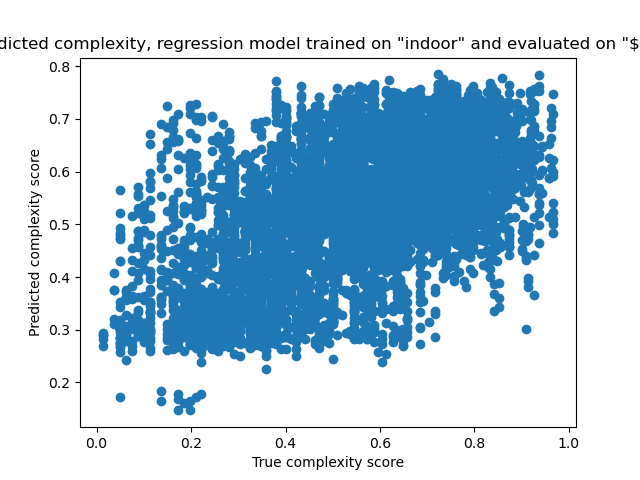 dicted complexity, regression model trained on "indoor" and evaluated on "$
0.8
0.7
0.6
0.5
0.4
0.3
0.2
Predicted complexity score
0.0 0.2 0.4 0.6 0.8 1.0
True complexity score